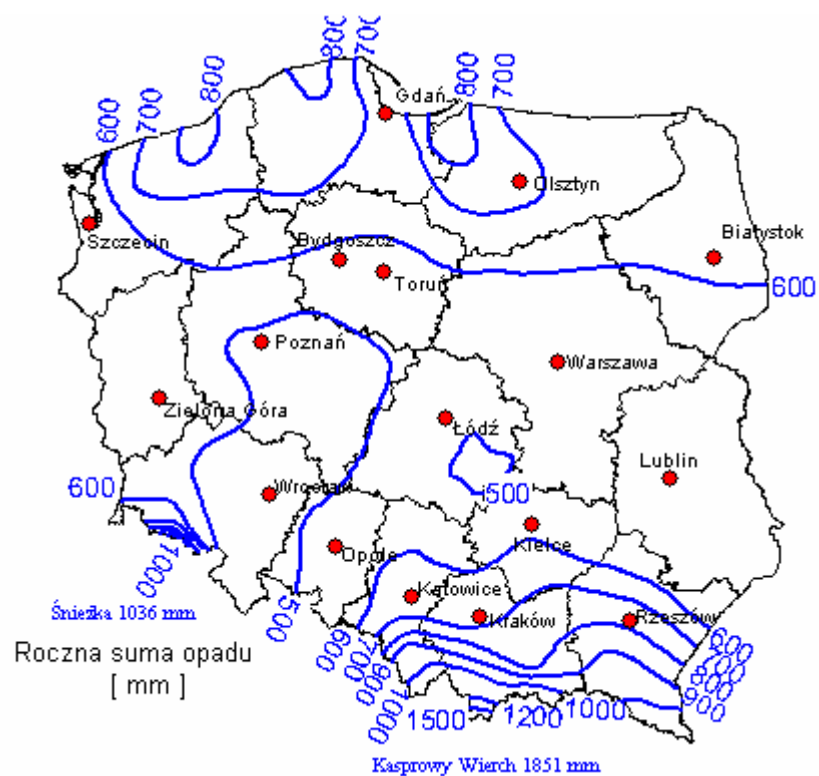 800
700
800
700
800
700
600
Gdań
Olsztyn
Szczecin
Bydgoszcz
Białystok
Toruń
600
Poznań
Warszawa
Zielona Góra
Łódź
Lublin
600
Wrocław
500
Kielce
1000
Opole
Katowice
Śnieżka 1036 mm
500
Kraków
Rzeszów
600
600
700
700
Roczna suma opadu
800
[ mm ]
900
900
1000
1500
1200
1000
Kasprowy Wierch 1851 mm